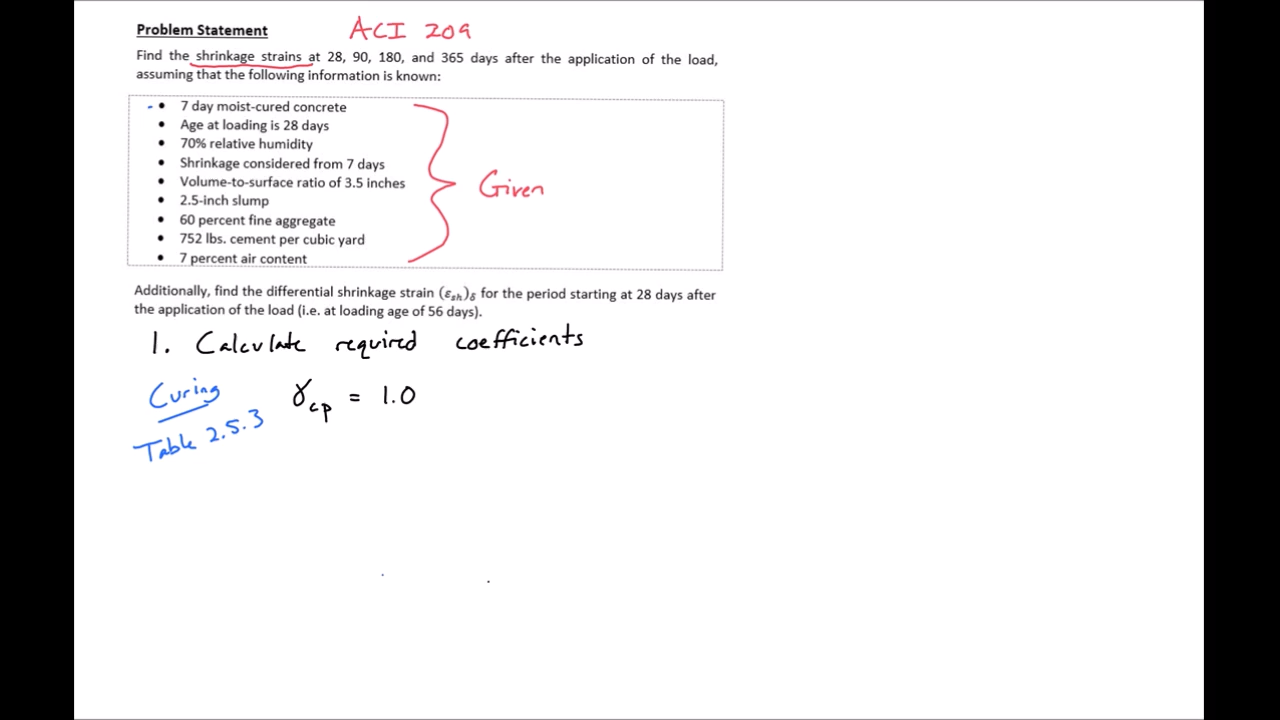 Problem Statement ACI 209
Find the shrinkage strains at 28, 90, 180, and 365 days after the application of the load,
assuming that the following information is known:
• 7 day moist-cured concrete
• Age at loading is 28 days
• 70% relative humidity
• Shrinkage considered from 7 days
• Volume-to-surface ratio of 3.5 inches
• 2.5-inch slump
• 60 percent fine aggregate
• 752 lbs. cement per cubic yard
• 7 percent air content
Given
Additionally, find the differential shrinkage strain (ε_sh)_δ for the period starting at 28 days after
the application of the load (i.e. at loading age of 56 days).
1. Calculate required coefficients
Curing γ_cp = 1.0
Table 2.5.3